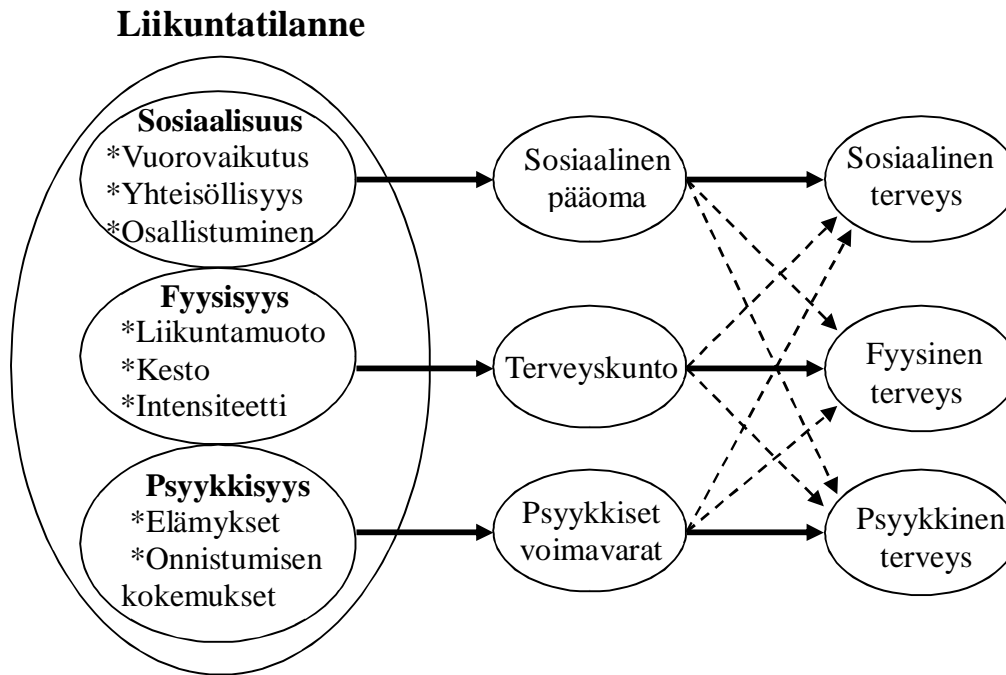 Liikuntatilanne
Sosiaalisuus
*Vuorovaikutus
*Yhteisöllisyys
*Osallistuminen
Fyysisyys
*Liikuntamuoto
*Kesto
*Intensiteetti
Psyykkisyys
*Elämykset
*Onnistumisen
kokemukset
Sosiaalinen
pääoma
Terveyskunto
Psyykkiset
voimavarat
Sosiaalinen
terveys
Fyysinen
terveys
Psyykkinen
terveys